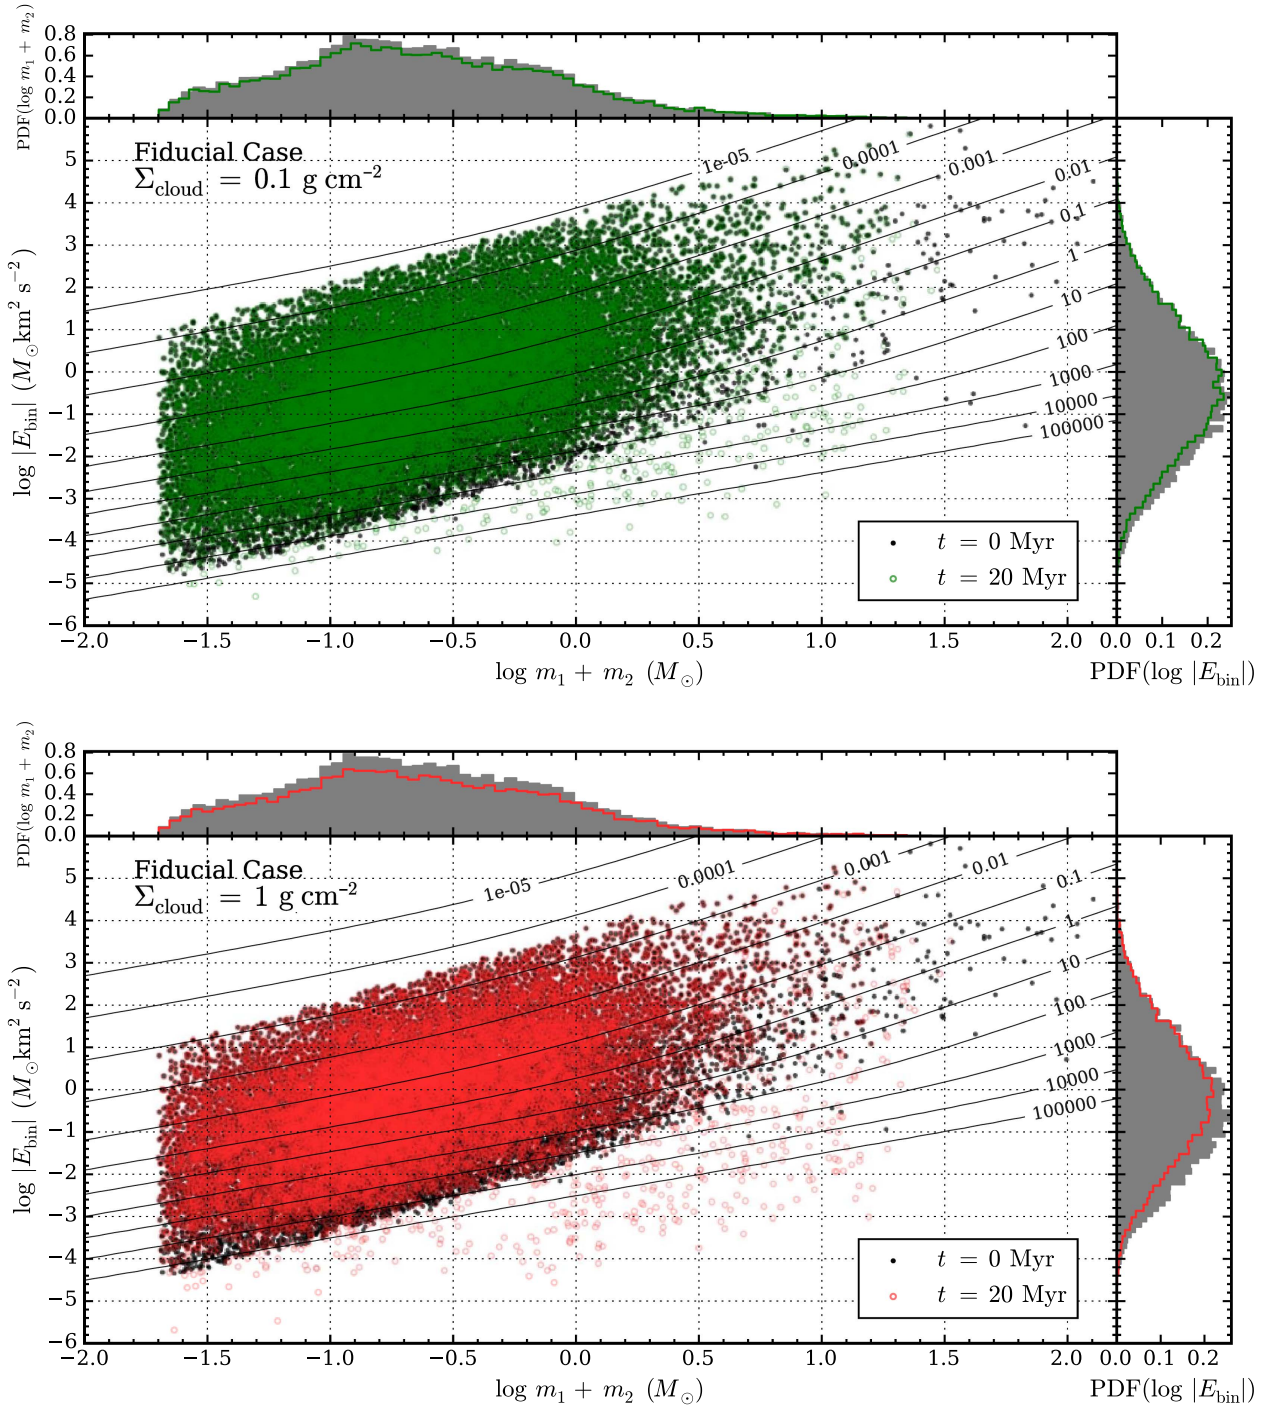 PDF(log m₁ + m₂)
0.8
0.6
0.4
0.2
0.0
Fiducial Case
Σcloud = 0.1 g cm⁻²
1e-05
0.0001
0.001
0.01
0.1
1
10
100
1000
10000
100000
log |Ebin| (M⊙km² s⁻²)
5
4
3
2
1
0
−1
−2
−3
−4
−5
−6
t = 0 Myr
t = 20 Myr
−2.0 −1.5 −1.0 −0.5 0.0 0.5 1.0 1.5 2.0
0.0 0.1 0.2
log m₁ + m₂ (M⊙)
PDF(log |Ebin|)
PDF(log m₁ + m₂)
0.8
0.6
0.4
0.2
0.0
Fiducial Case
Σcloud = 1 g cm⁻²
1e-05
0.0001
0.001
0.01
0.1
1
10
100
1000
10000
100000
log |Ebin| (M⊙km² s⁻²)
5
4
3
2
1
0
−1
−2
−3
−4
−5
−6
t = 0 Myr
t = 20 Myr
−2.0 −1.5 −1.0 −0.5 0.0 0.5 1.0 1.5 2.0
0.0 0.1 0.2
log m₁ + m₂ (M⊙)
PDF(log |Ebin|)